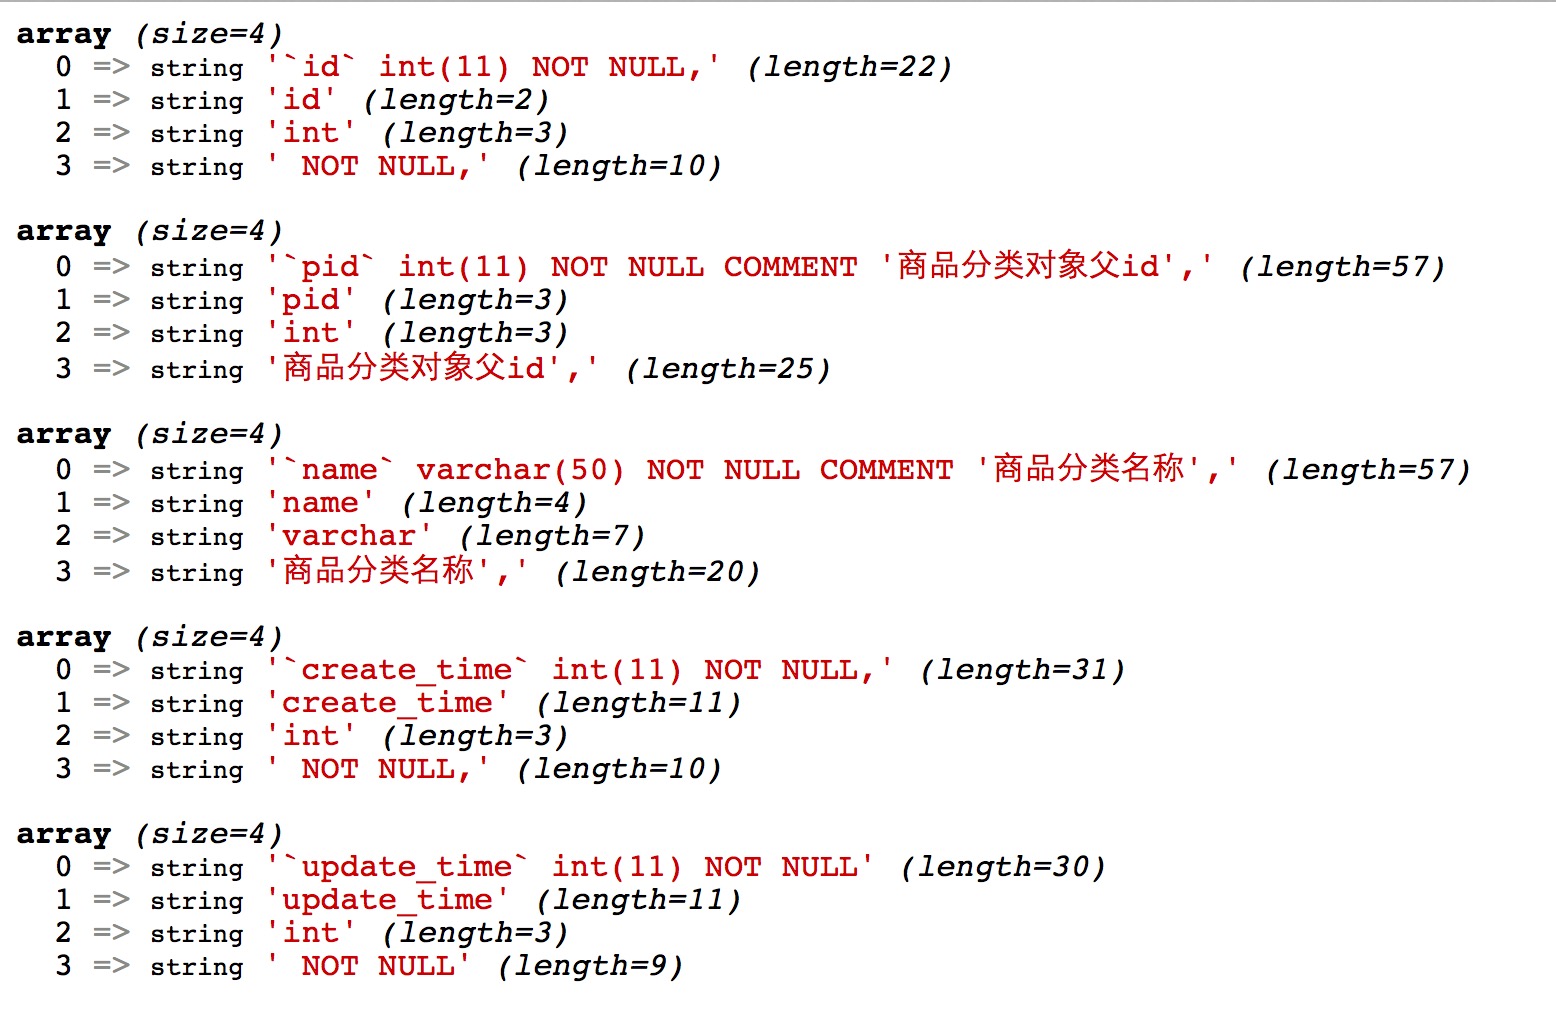 array (size=4)
0 => string '`id` int(11) NOT NULL,' (length=22)
1 => string 'id' (length=2)
2 => string 'int' (length=3)
3 => string ' NOT NULL,' (length=10)
array (size=4)
0 => string '`pid` int(11) NOT NULL COMMENT '商品分类对象父id',' (length=57)
1 => string 'pid' (length=3)
2 => string 'int' (length=3)
3 => string '商品分类对象父id',' (length=25)
array (size=4)
0 => string '`name` varchar(50) NOT NULL COMMENT '商品分类名称',' (length=57)
1 => string 'name' (length=4)
2 => string 'varchar' (length=7)
3 => string '商品分类名称',' (length=20)
array (size=4)
0 => string '`create_time` int(11) NOT NULL,' (length=31)
1 => string 'create_time' (length=11)
2 => string 'int' (length=3)
3 => string ' NOT NULL,' (length=10)
array (size=4)
0 => string '`update_time` int(11) NOT NULL' (length=30)
1 => string 'update_time' (length=11)
2 => string 'int' (length=3)
3 => string ' NOT NULL' (length=9)